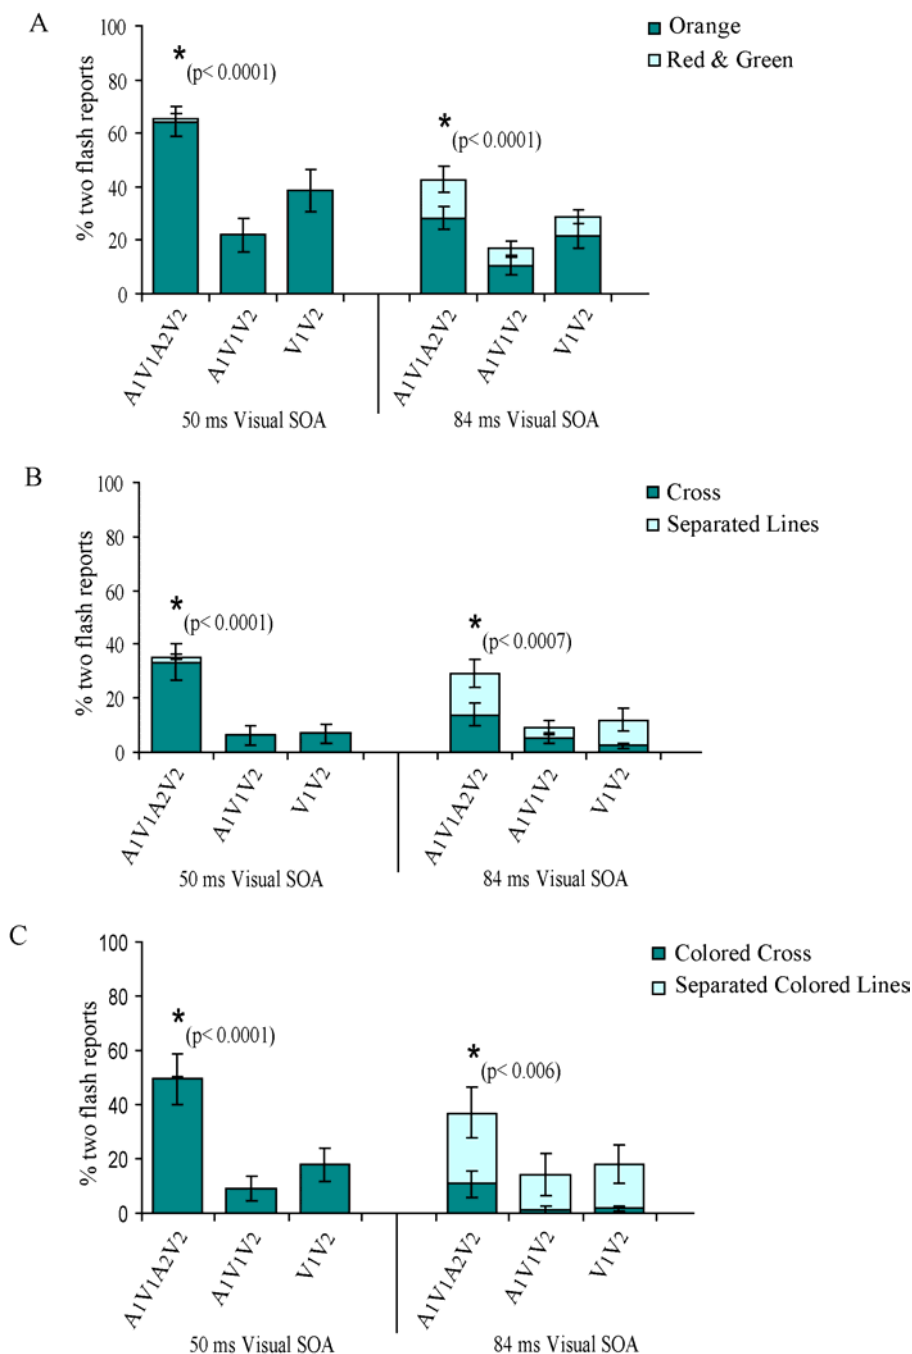 A
Orange
Red & Green
% two flash reports
100
80
60
40
20
0
*
(p< 0.0001)
*
(p< 0.0001)
A1V1A2V2
A1V1V2
V1V2
A1V1A2V2
A1V1V2
V1V2
50 ms Visual SOA
84 ms Visual SOA
B
Cross
Separated Lines
% two flash reports
100
80
60
40
20
0
*
(p< 0.0001)
*
(p< 0.0007)
A1V1A2V2
A1V1V2
V1V2
A1V1A2V2
A1V1V2
V1V2
50 ms Visual SOA
84 ms Visual SOA
C
Colored Cross
Separated Colored Lines
% two flash reports
100
80
60
40
20
0
*
(p< 0.0001)
*
(p< 0.006)
A1V1A2V2
A1V1V2
V1V2
A1V1A2V2
A1V1V2
V1V2
50 ms Visual SOA
84 ms Visual SOA